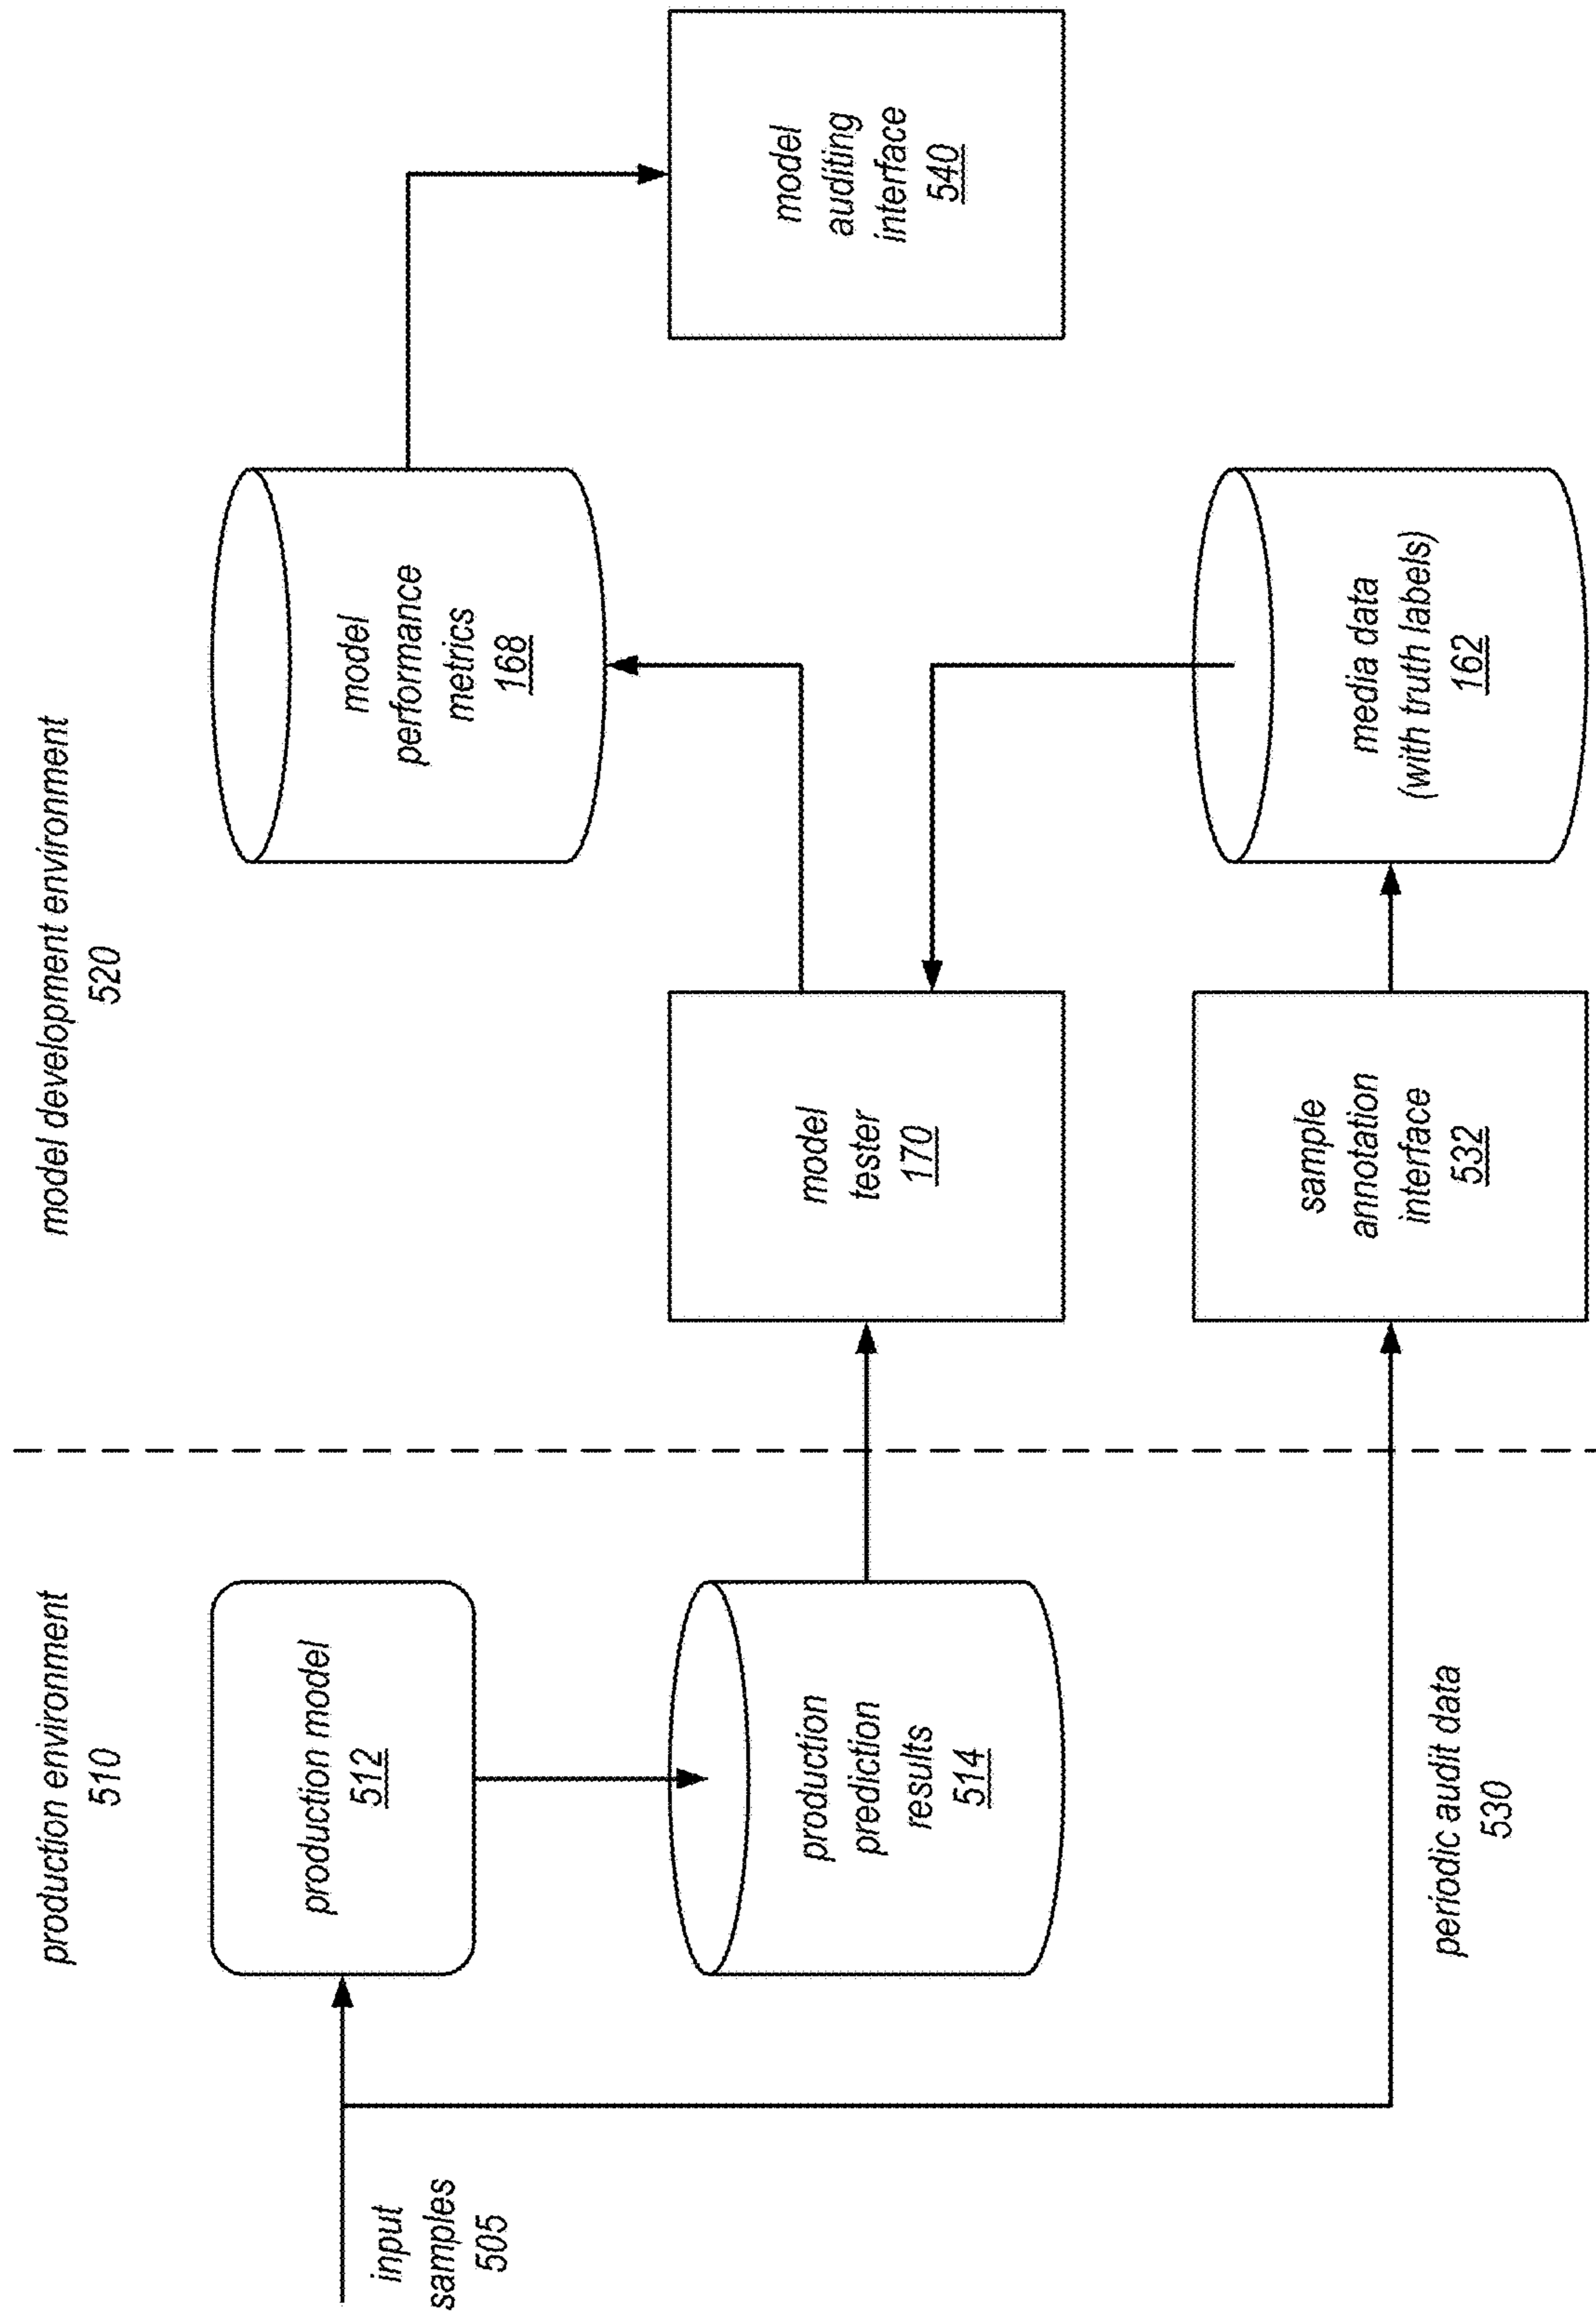 production environment
510
model development environment
520
input
samples
505
production model
512
production
prediction
results
514
periodic audit data
530
model
tester
170
sample
annotation
interface
532
model
performance
metrics
168
media data
(with truth labels)
162
model
auditing
interface
540